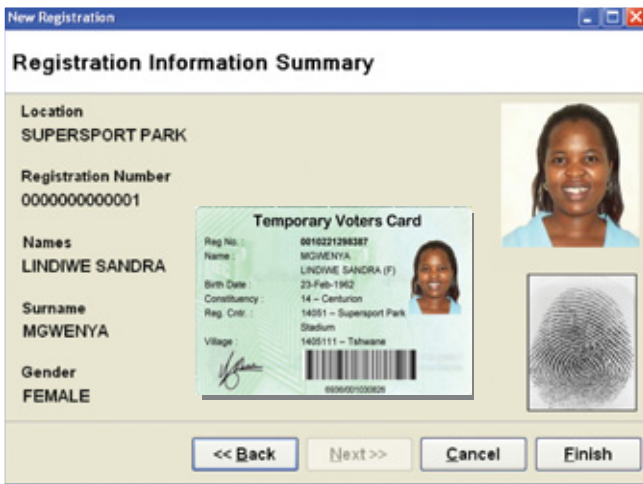 New Registration
Registration Information Summary
Location
SUPERSPORT PARK
Registration Number
0000000000001
Names
LINDIWE SANDRA
Surname
MGWENYA
Gender
FEMALE
Temporary Voters Card
Reg No. : 0010221298387
Name : MGWENYA
LINDIWE SANDRA (F)
Birth Date : 23-Feb-1962
Constituency : 14 – Centurion
Reg. Cntr. : 14051 – Supersport Park
Stadium
Village : 1405111 – Tshwane
6936/001030826
<< Back Next >> Cancel Finish